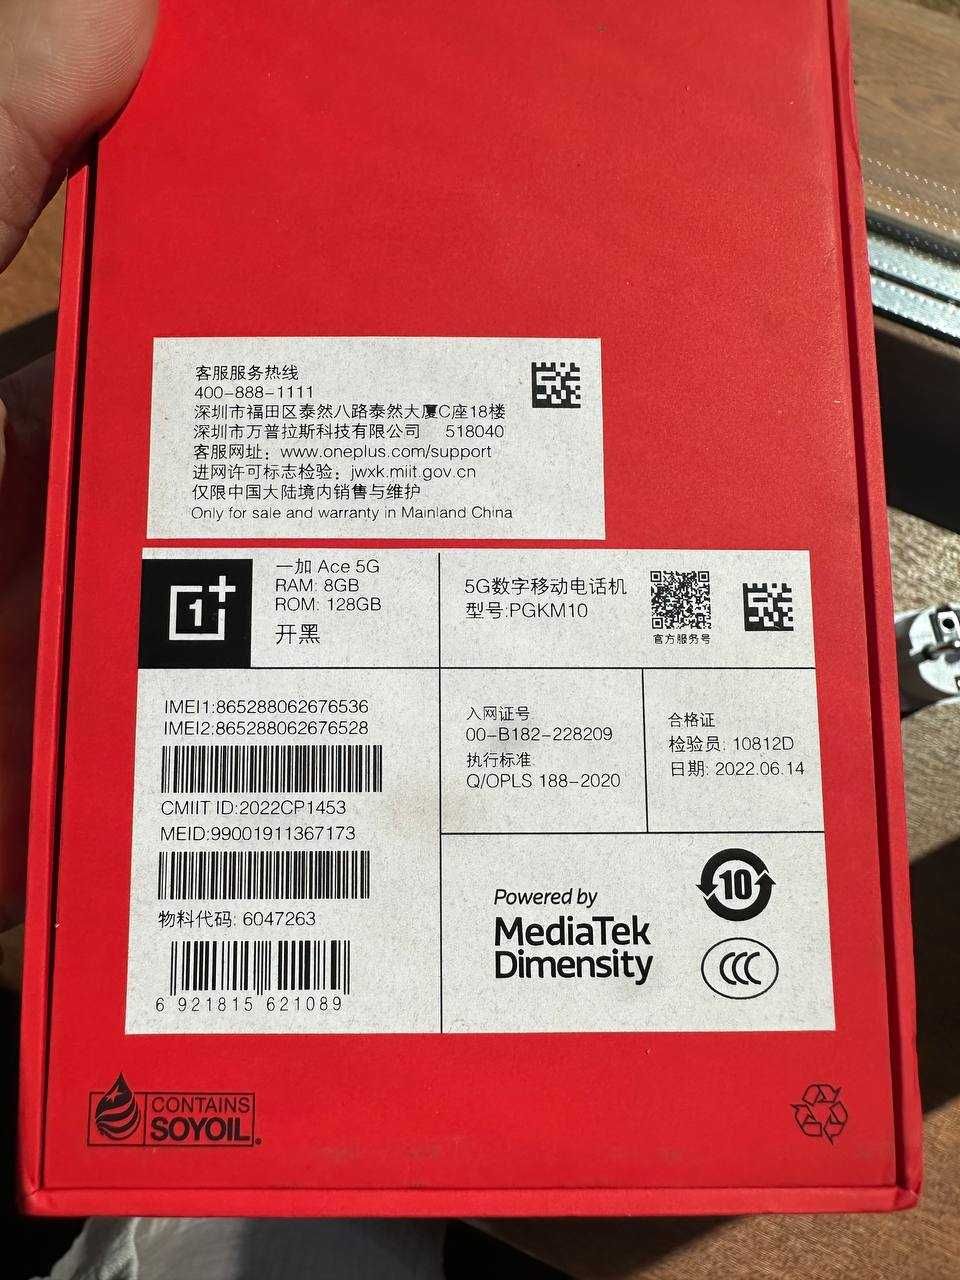 客服服务热线
400-888-1111
深圳市福田区泰然八路泰然大厦C座18楼
深圳市万普拉斯科技有限公司 518040
客服网址: www.oneplus.com/support
进网许可标志检验: jwxk.miit.gov.cn
仅限中国大陆境内销售与维护
Only for sale and warranty in Mainland China
1+
一加 Ace 5G
RAM: 8GB
ROM: 128GB
开黑
5G数字移动电话机
型号:PGKM10
官方服务号
IMEI1:865288062676536
IMEI2:865288062676528
CMIIT ID:2022CP1453
MEID:99001911367173
物料代码: 6047263
6 921815 621089
入网证号
00-B182-228209
执行标准:
Q/OPLS 188-2020
合格证
检验员: 10812D
日期: 2022.06.14
Powered by
MediaTek
Dimensity
10
CCC
CONTAINS
SOYOIL